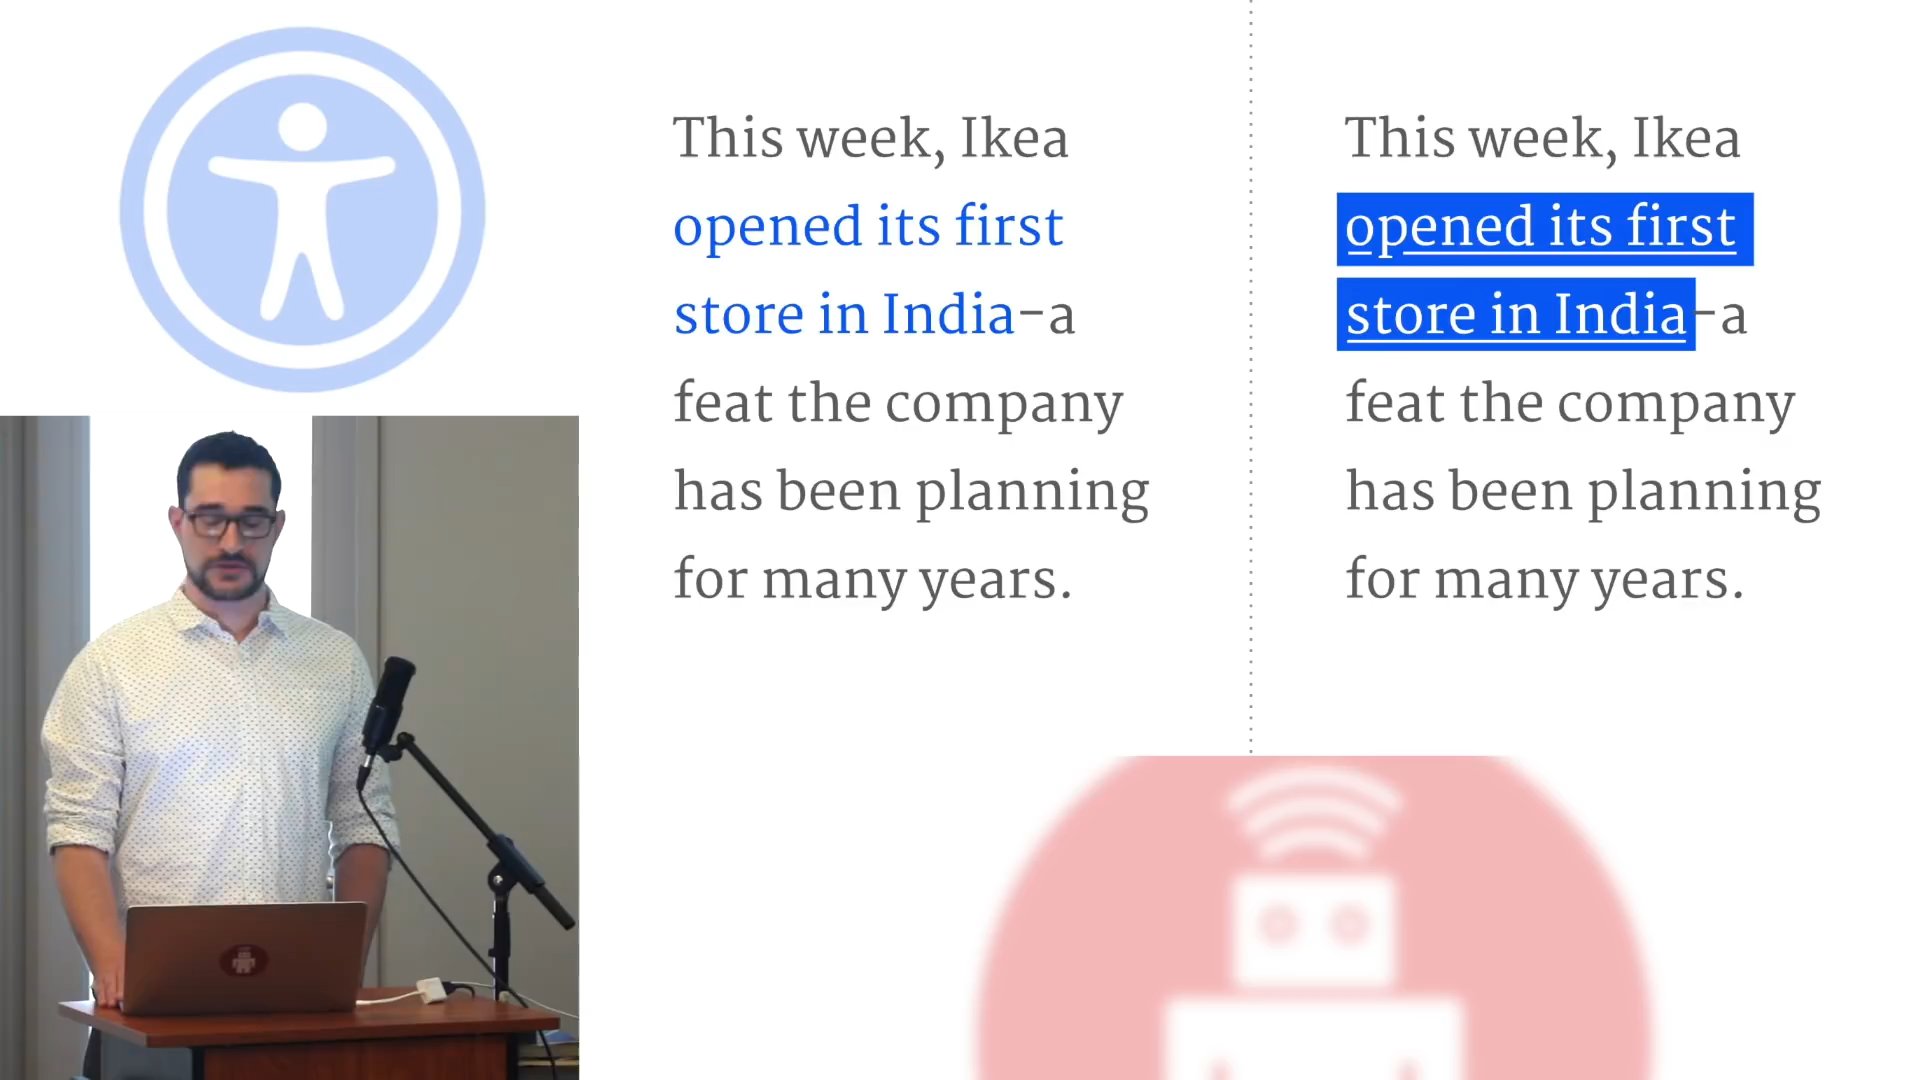 This week, Ikea
opened its first
store in India–a
feat the company
has been planning
for many years.
This week, Ikea
opened its first
store in India–a
feat the company
has been planning
for many years.